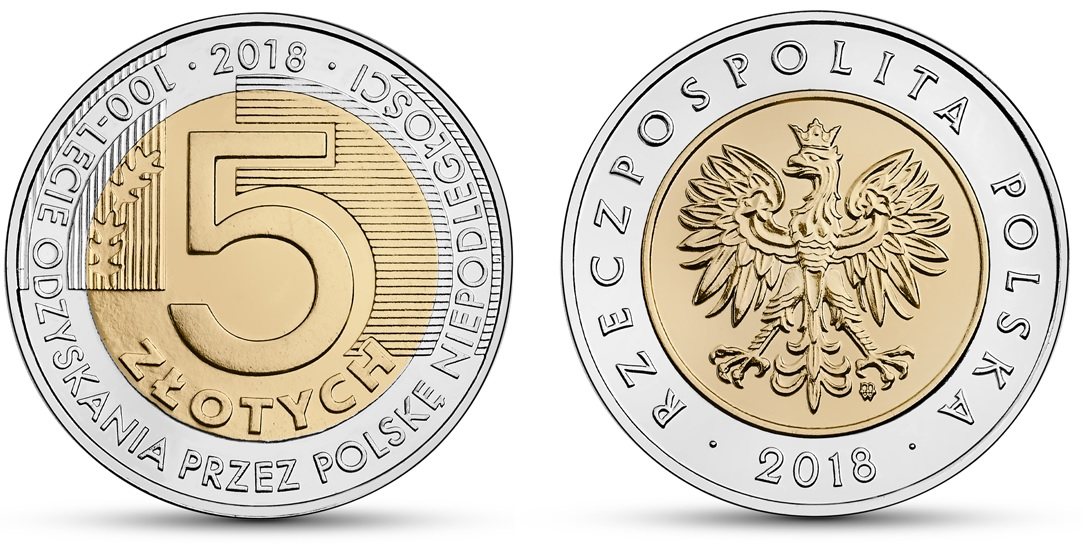 · 2018 ·
100-LECIE ODZYSKANIA PRZEZ POLSKĘ NIEPODLEGŁOŚCI
5
ZŁOTYCH
RZECZPOSPOLITA POLSKA
· 2018 ·